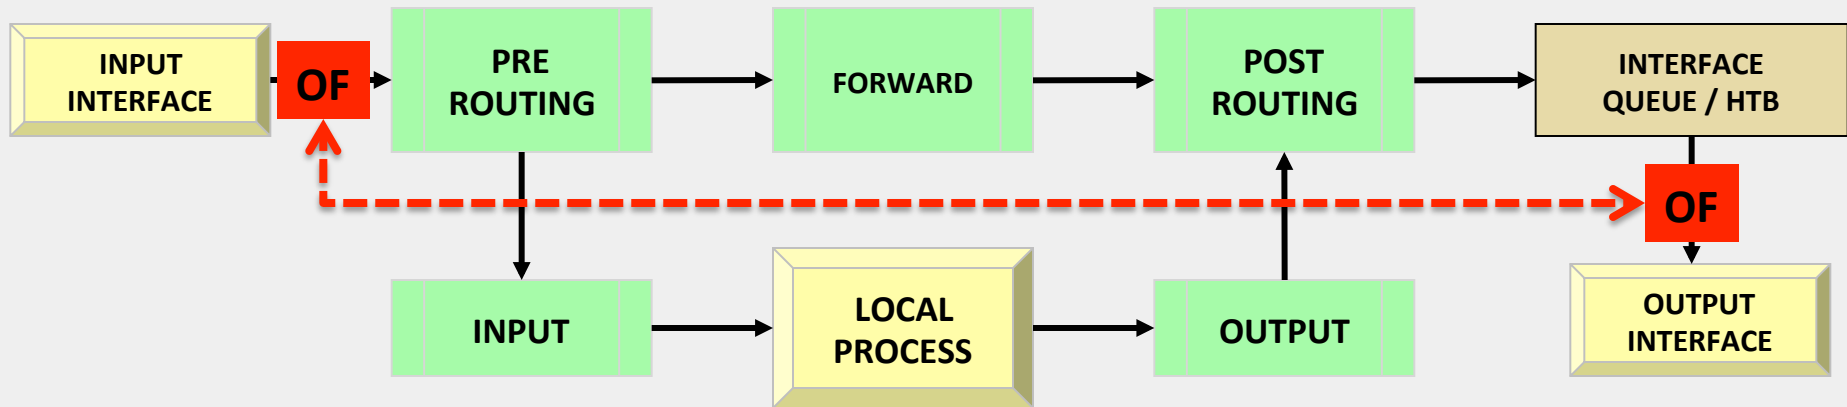 INPUT
INTERFACE
OF
PRE
ROUTING
FORWARD
POST
ROUTING
INTERFACE
QUEUE / HTB
OF
INPUT
LOCAL
PROCESS
OUTPUT
OUTPUT
INTERFACE